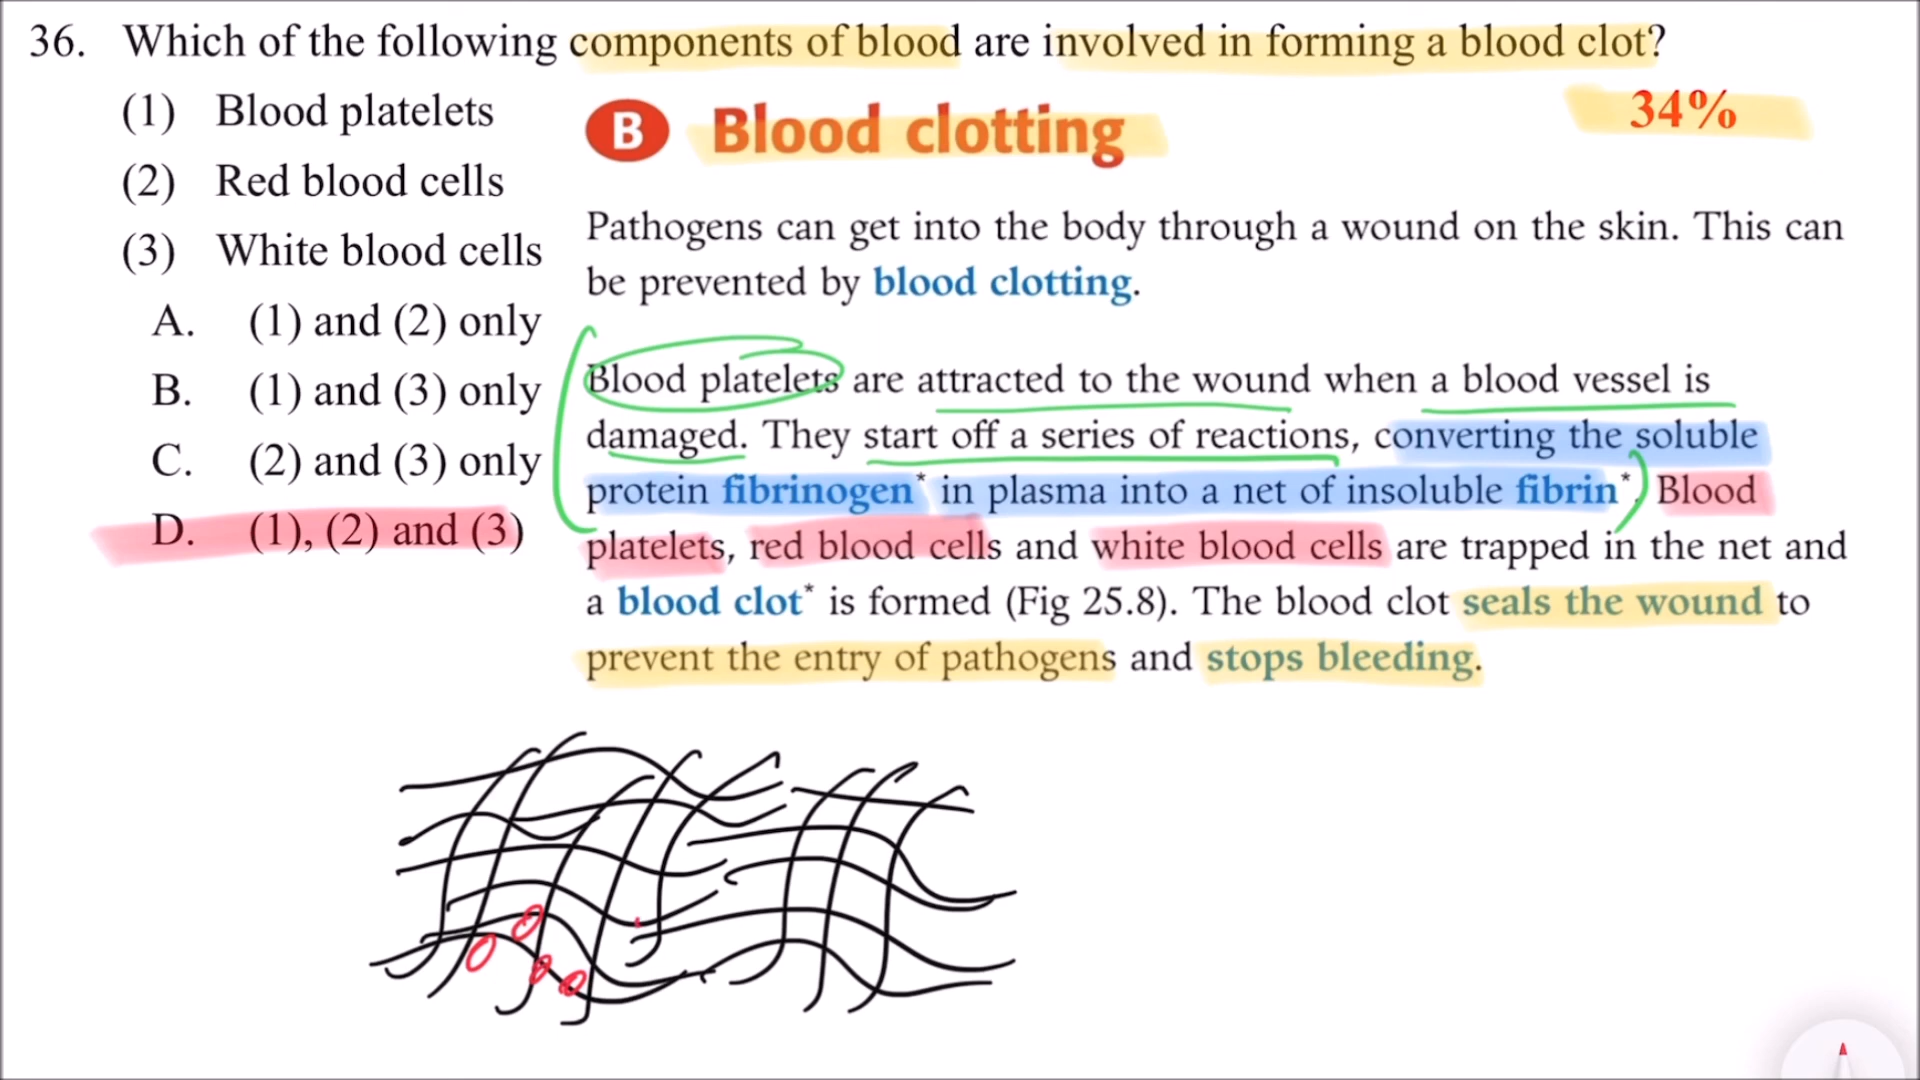 36. Which of the following components of blood are involved in forming a blood clot?
34%
(1) Blood platelets
(2) Red blood cells
(3) White blood cells
A. (1) and (2) only
B. (1) and (3) only
C. (2) and (3) only
D. (1), (2) and (3)
B Blood clotting
Pathogens can get into the body through a wound on the skin. This can
be prevented by blood clotting.
Blood platelets are attracted to the wound when a blood vessel is
damaged. They start off a series of reactions, converting the soluble
protein fibrinogen* in plasma into a net of insoluble fibrin*. Blood
platelets, red blood cells and white blood cells are trapped in the net and
a blood clot* is formed (Fig 25.8). The blood clot seals the wound to
prevent the entry of pathogens and stops bleeding.